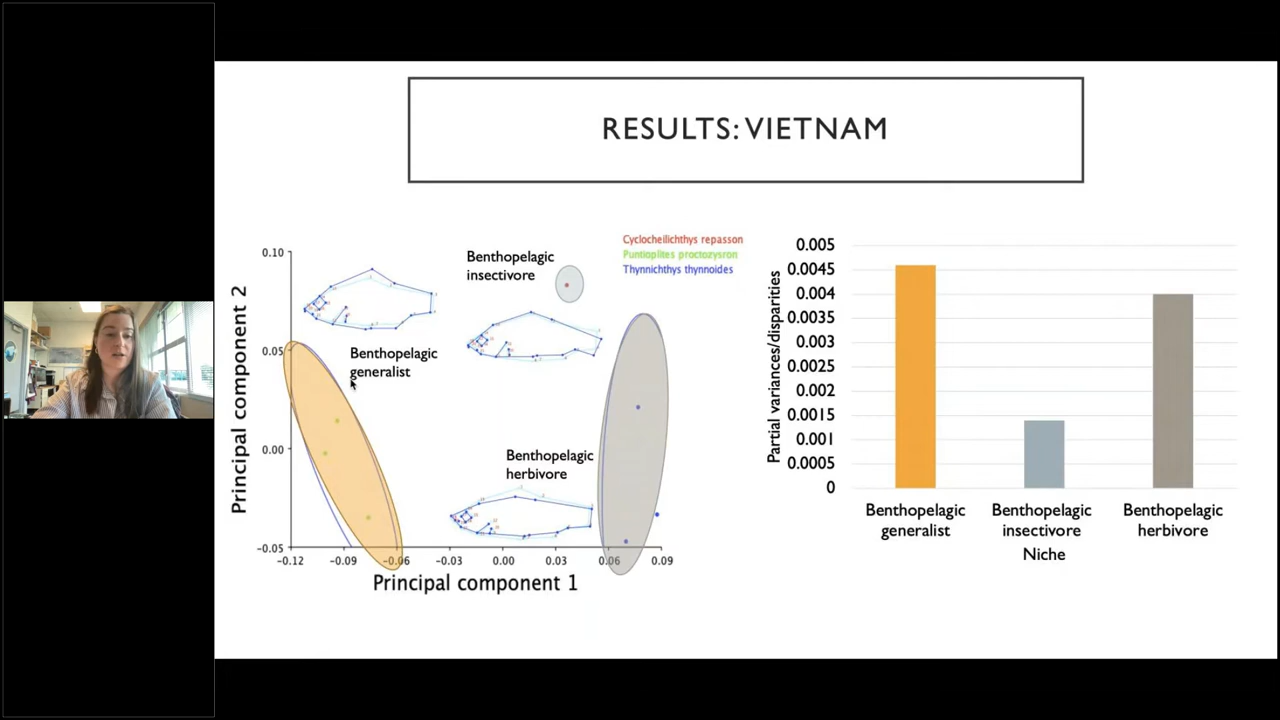 RESULTS: VIETNAM
Cyclocheilichthys repasson
Puntioplites proctozysron
Thynnichthys thynnoides
Benthopelagic
insectivore
Benthopelagic
generalist
Benthopelagic
herbivore
Principal component 2
0.10
0.05
0.00
-0.05
-0.12
-0.09
-0.06
-0.03
0.00
0.03
0.06
0.09
Principal component 1
Partial variances/disparities
0.005
0.0045
0.004
0.0035
0.003
0.0025
0.002
0.0015
0.001
0.0005
0
Benthopelagic
generalist
Benthopelagic
insectivore
Benthopelagic
herbivore
Niche